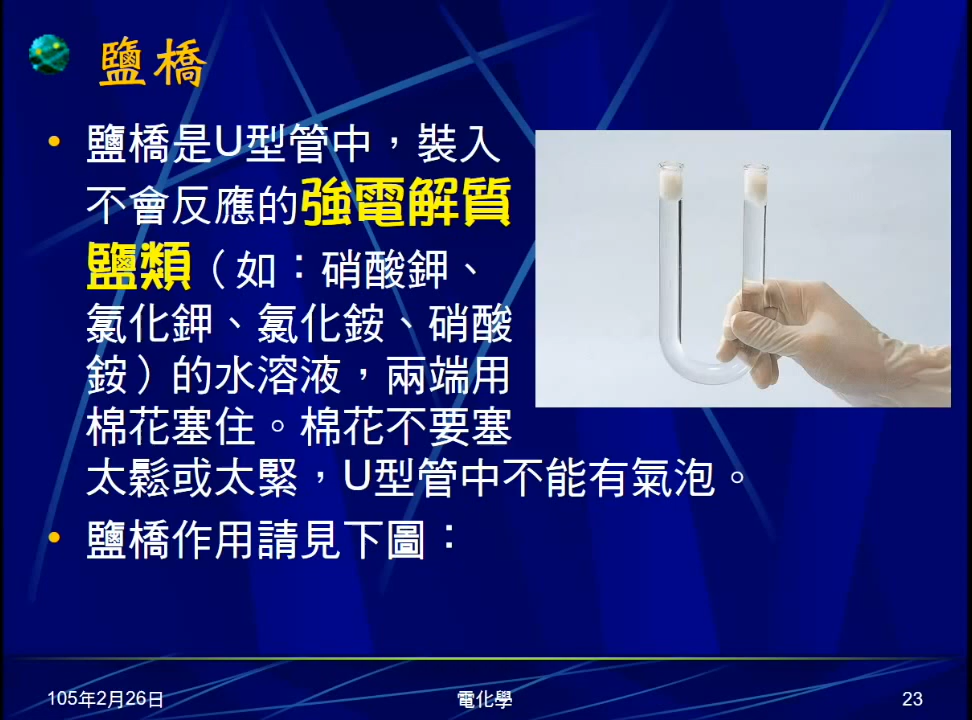 鹽橋
• 鹽橋是U型管中，裝入
不會反應的強電解質
鹽類（如：硝酸鉀、
氯化鉀、氯化銨、硝酸
銨）的水溶液，兩端用
棉花塞住。棉花不要塞
太鬆或太緊，U型管中不能有氣泡。
• 鹽橋作用請見下圖：
105年2月26日
電化學
23